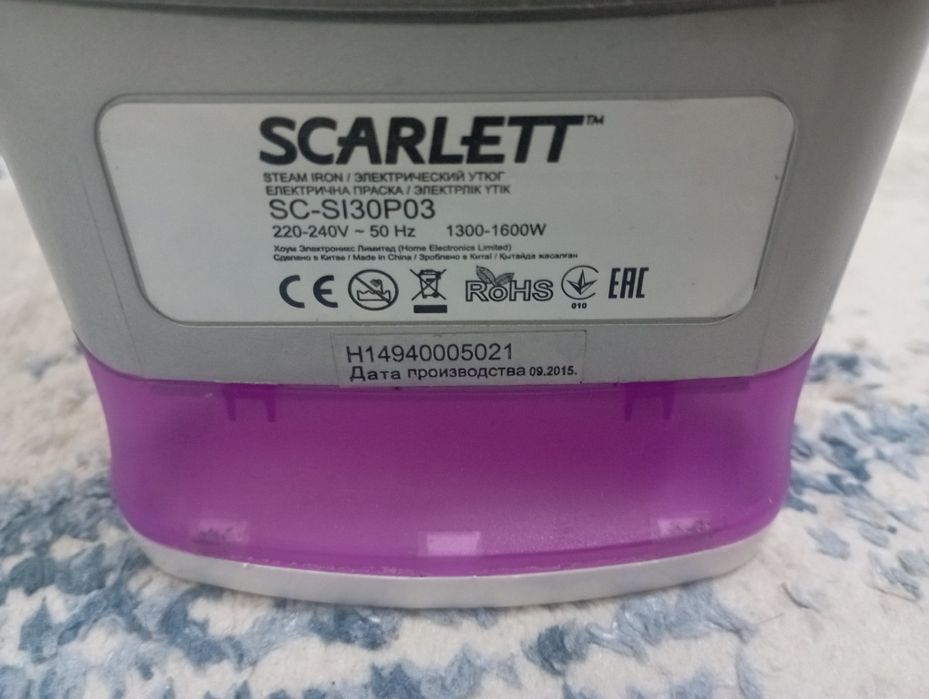 SCARLETT™
STEAM IRON / ЭЛЕКТРИЧЕСКИЙ УТЮГ
ЕЛЕКТРИЧНА ПРАСКА / ЭЛЕКТРЛІК ҮТІК
SC-SI30P03
220-240V ~ 50 Hz 1300-1600W
Хоум Электроникс Лимитед (Home Electronics Limited)
Сделано в Китае / Made in China / Зроблено в Китаї / Қытайда жасалған
CE RoHS 010 EAC
H14940005021
Дата производства 09.2015.